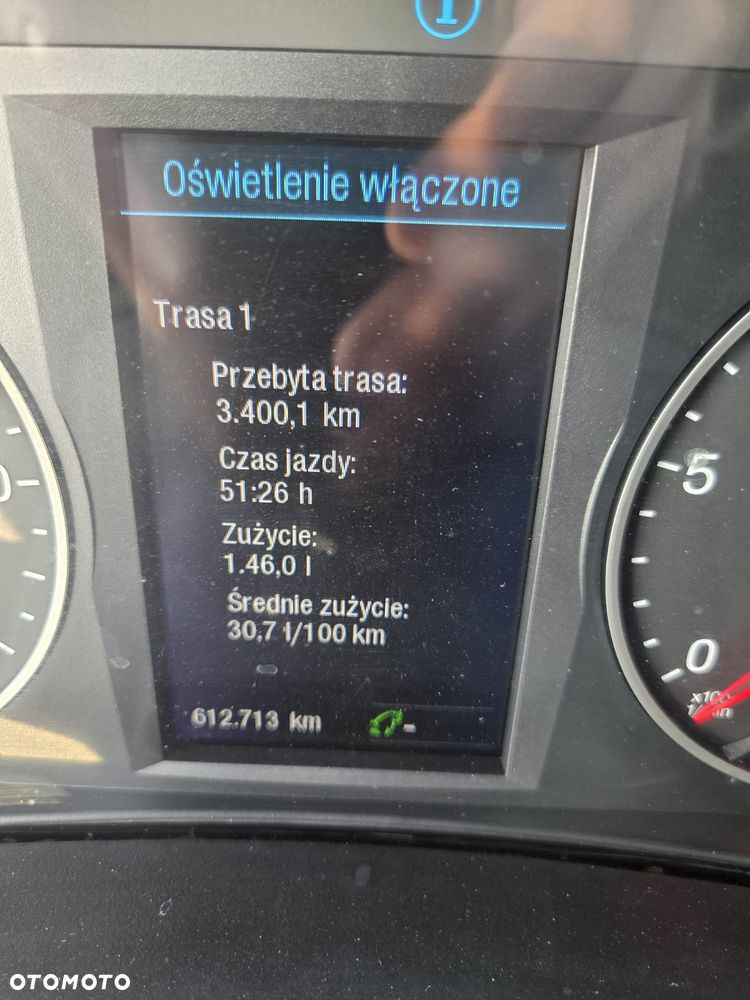 Oświetlenie włączone
Trasa 1
Przebyta trasa:
3.400,1 km
Czas jazdy:
51:26 h
Zużycie:
1.46,0 l
Średnie zużycie:
30,7 l/100 km
612.713 km
5
0
0
OTOMOTO